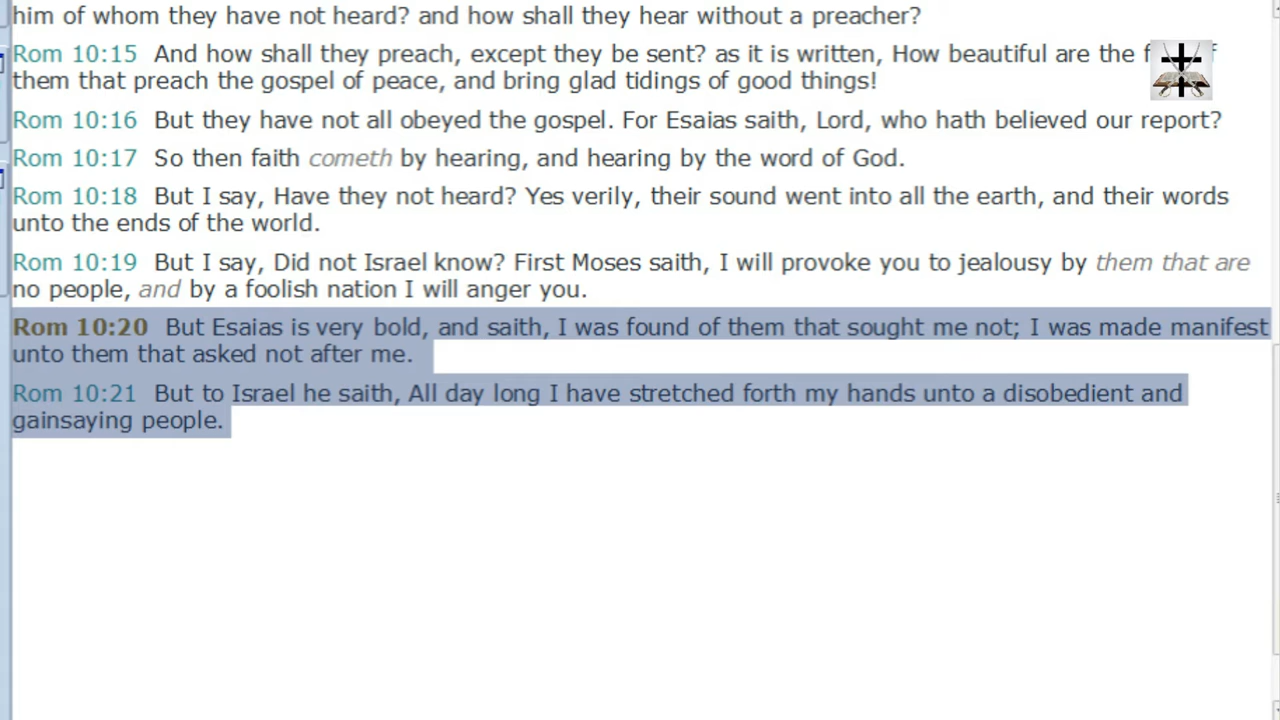 him of whom they have not heard? and how shall they hear without a preacher?
Rom 10:15 And how shall they preach, except they be sent? as it is written, How beautiful are the
them that preach the gospel of peace, and bring glad tidings of good things!
Rom 10:16 But they have not all obeyed the gospel. For Esaias saith, Lord, who hath believed our report?
Rom 10:17 So then faith cometh by hearing, and hearing by the word of God.
Rom 10:18 But I say, Have they not heard? Yes verily, their sound went into all the earth, and their words
unto the ends of the world.
Rom 10:19 But I say, Did not Israel know? First Moses saith, I will provoke you to jealousy by them that are
no people, and by a foolish nation I will anger you.
Rom 10:20 But Esaias is very bold, and saith, I was found of them that sought me not; I was made manifest
unto them that asked not after me.
Rom 10:21 But to Israel he saith, All day long I have stretched forth my hands unto a disobedient and
gainsaying people.